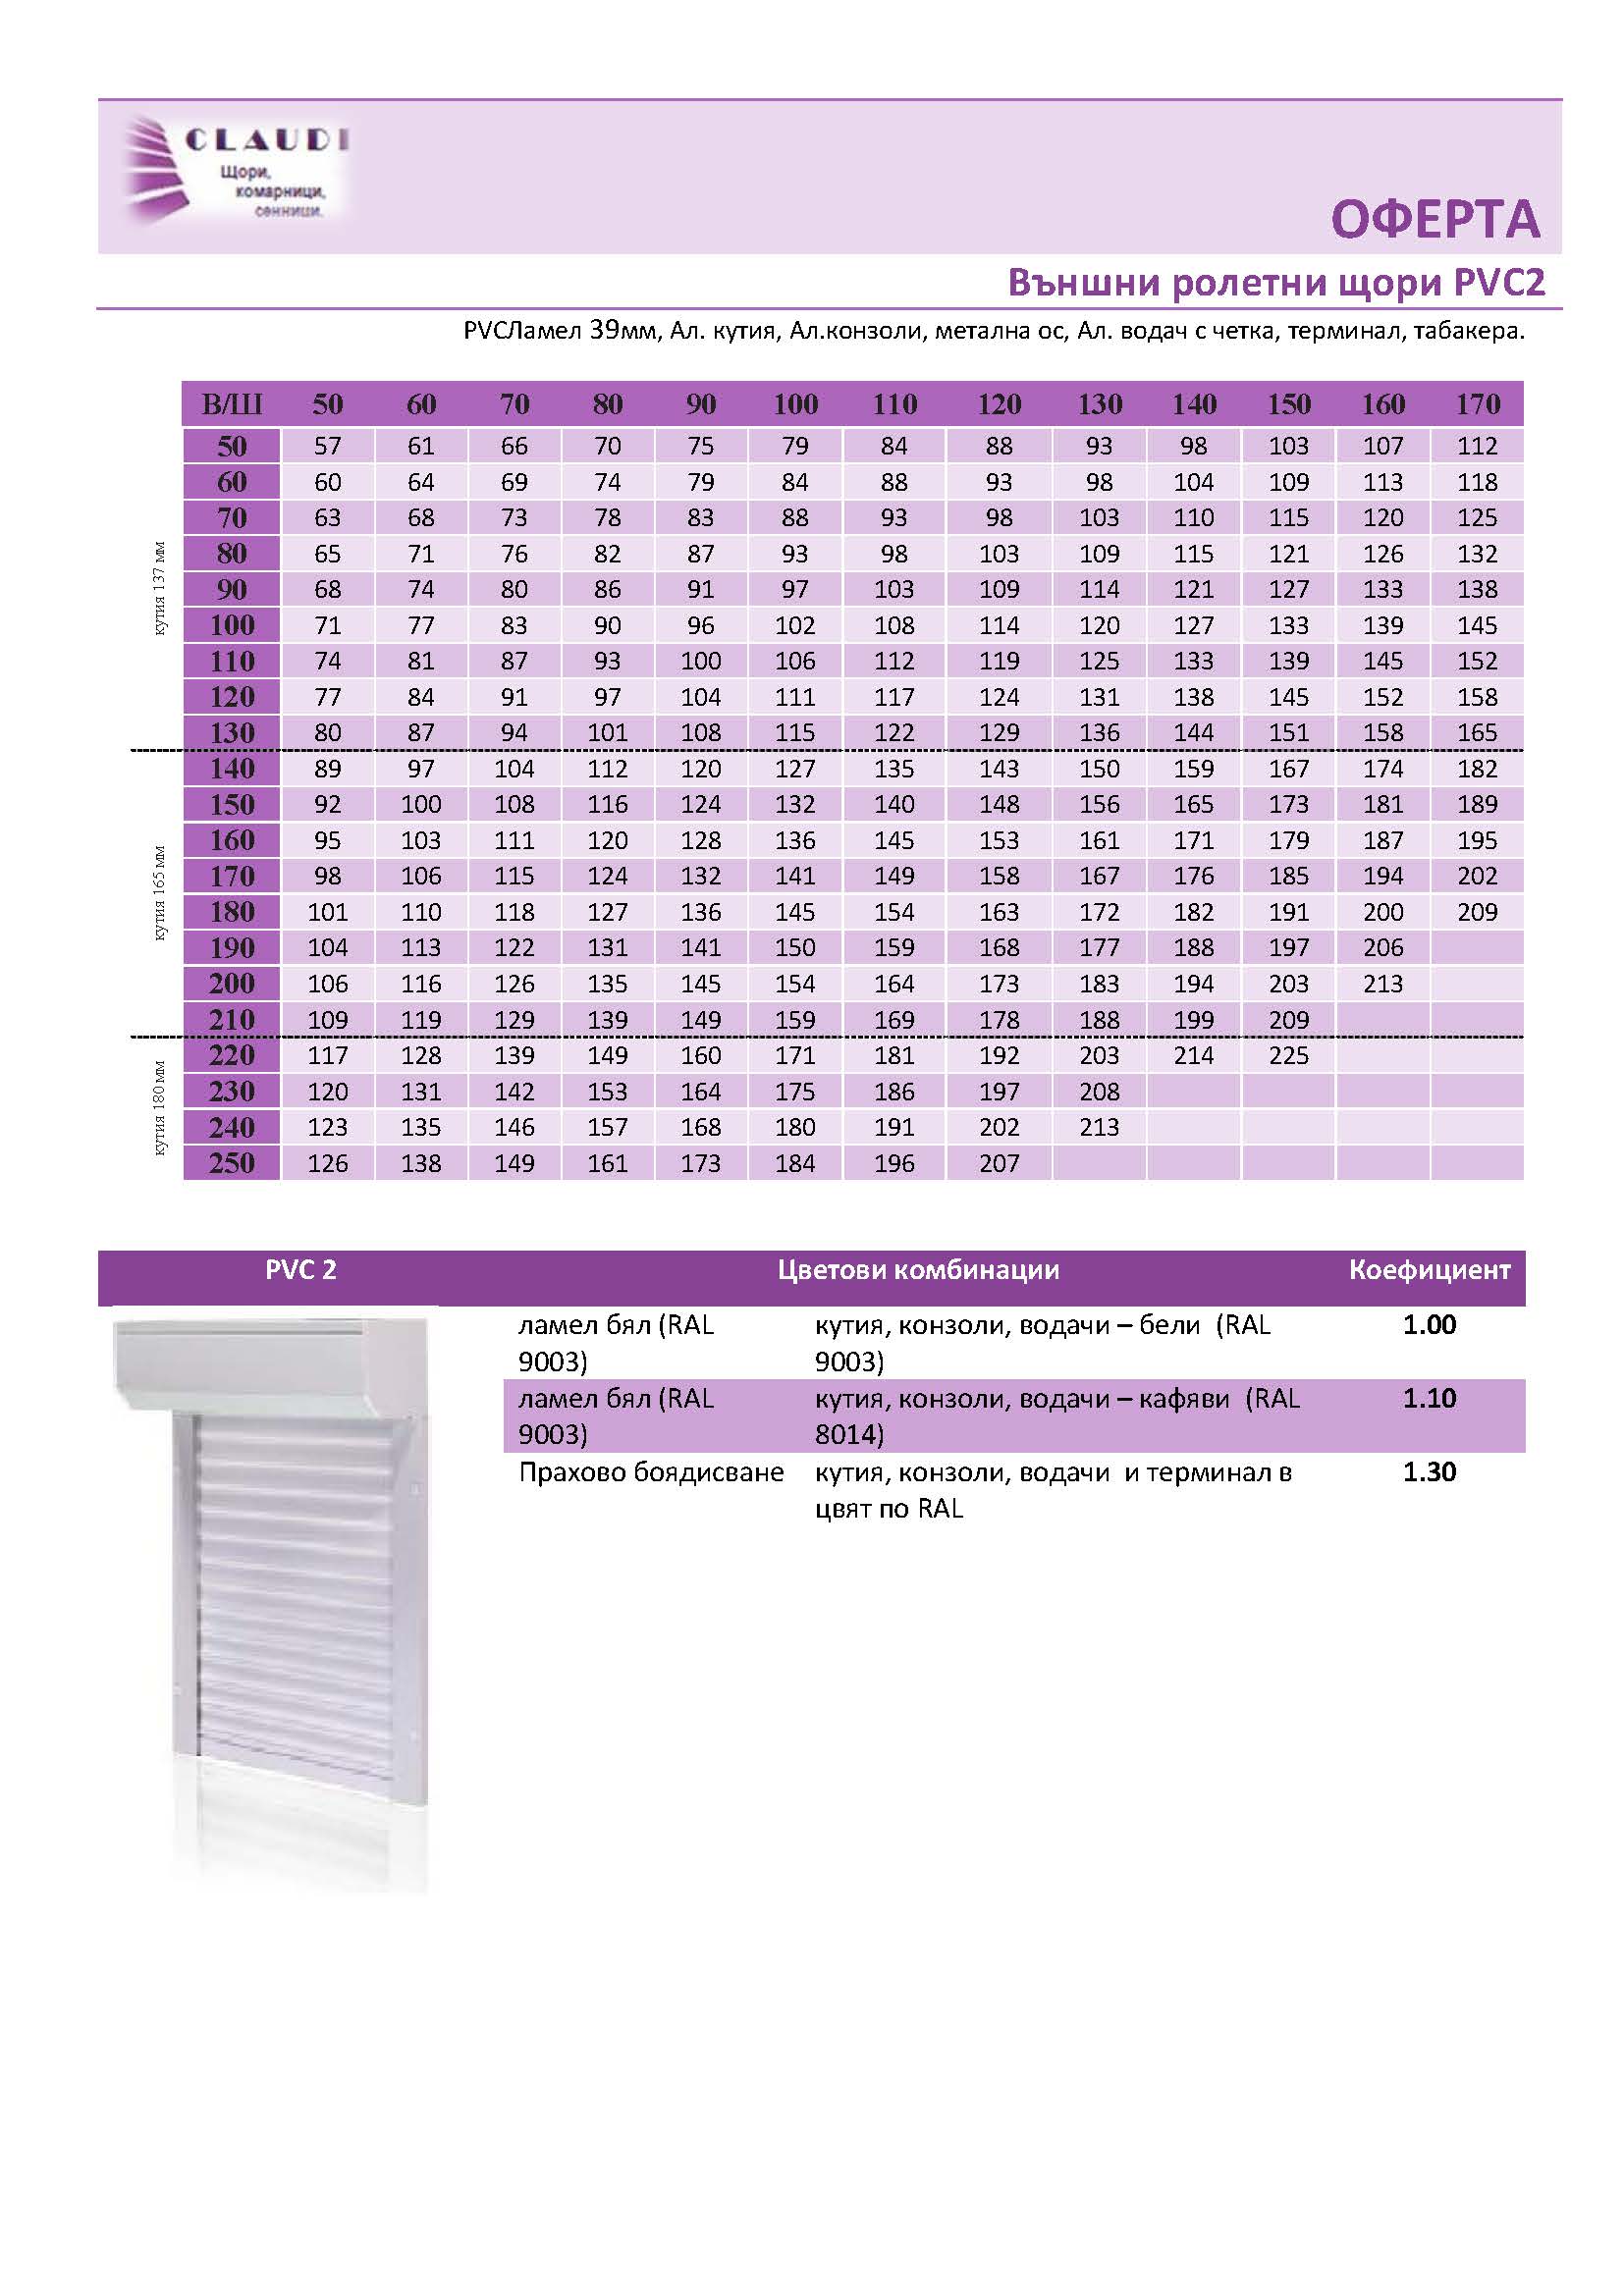 CLAUDI
Щори,
комарници,
сенници.
ОФЕРТА
Външни ролетни щори PVC2
PVCЛамел 39мм, Ал. кутия, Ал.конзоли, метална ос, Ал. водач с четка, терминал, табакера.
В/Ш 50 60 70 80 90 100 110 120 130 140 150 160 170
кутия 137 мм
50 57 61 66 70 75 79 84 88 93 98 103 107 112
60 60 64 69 74 79 84 88 93 98 104 109 113 118
70 63 68 73 78 83 88 93 98 103 110 115 120 125
80 65 71 76 82 87 93 98 103 109 115 121 126 132
90 68 74 80 86 91 97 103 109 114 121 127 133 138
100 71 77 83 90 96 102 108 114 120 127 133 139 145
110 74 81 87 93 100 106 112 119 125 133 139 145 152
120 77 84 91 97 104 111 117 124 131 138 145 152 158
130 80 87 94 101 108 115 122 129 136 144 151 158 165
кутия 165 мм
140 89 97 104 112 120 127 135 143 150 159 167 174 182
150 92 100 108 116 124 132 140 148 156 165 173 181 189
160 95 103 111 120 128 136 145 153 161 171 179 187 195
170 98 106 115 124 132 141 149 158 167 176 185 194 202
180 101 110 118 127 136 145 154 163 172 182 191 200 209
190 104 113 122 131 141 150 159 168 177 188 197 206
200 106 116 126 135 145 154 164 173 183 194 203 213
210 109 119 129 139 149 159 169 178 188 199 209
кутия 180 мм
220 117 128 139 149 160 171 181 192 203 214 225
230 120 131 142 153 164 175 186 197 208
240 123 135 146 157 168 180 191 202 213
250 126 138 149 161 173 184 196 207
PVC 2 Цветови комбинации Коефициент
ламел бял (RAL кутия, конзоли, водачи – бели (RAL 1.00
9003) 9003)
ламел бял (RAL кутия, конзоли, водачи – кафяви (RAL 1.10
9003) 8014)
Прахово боядисване кутия, конзоли, водачи и терминал в 1.30
цвят по RAL